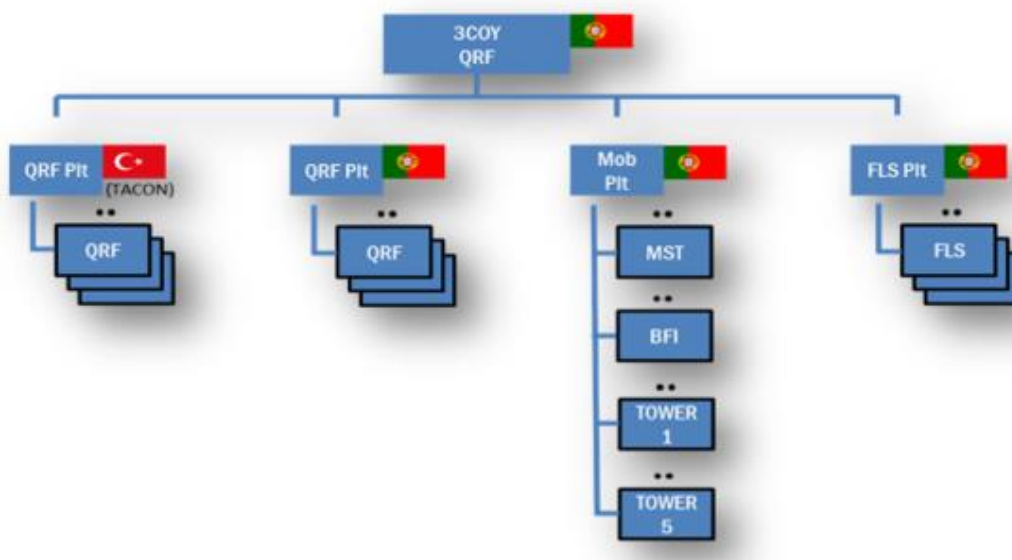 3COY
QRF
QRF Plt
(TACON)
QRF
QRF Plt
QRF
Mob
Plt
MST
BFI
TOWER
1
TOWER
5
FLS Plt
FLS